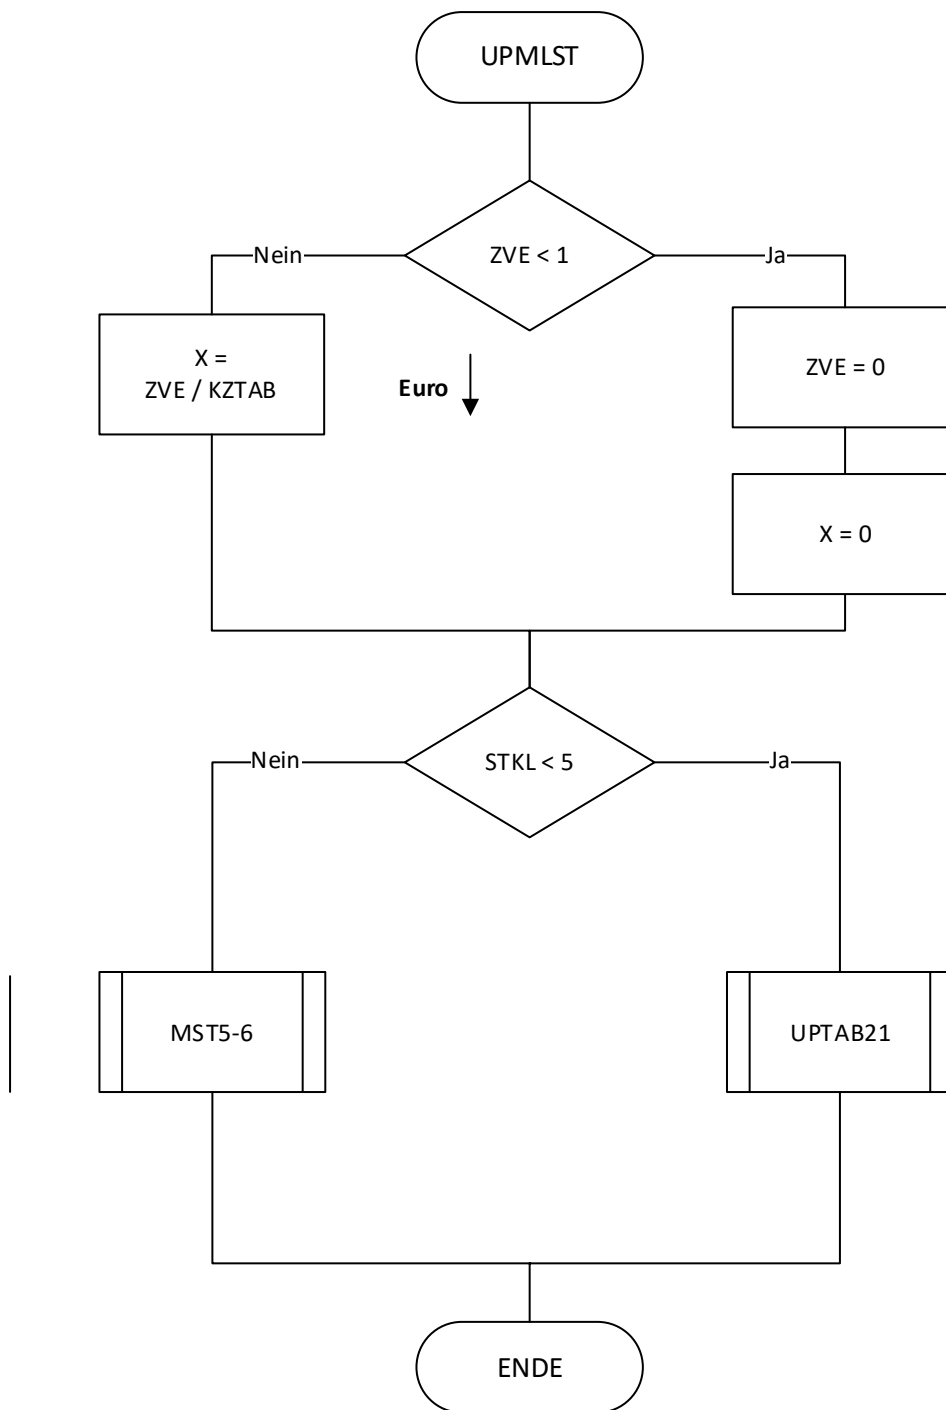 UPMLST
ZVE < 1
Nein
Ja
X =
ZVE / KZTAB
Euro
ZVE = 0
X = 0
STKL < 5
Nein
Ja
MST5-6
UPTAB21
ENDE